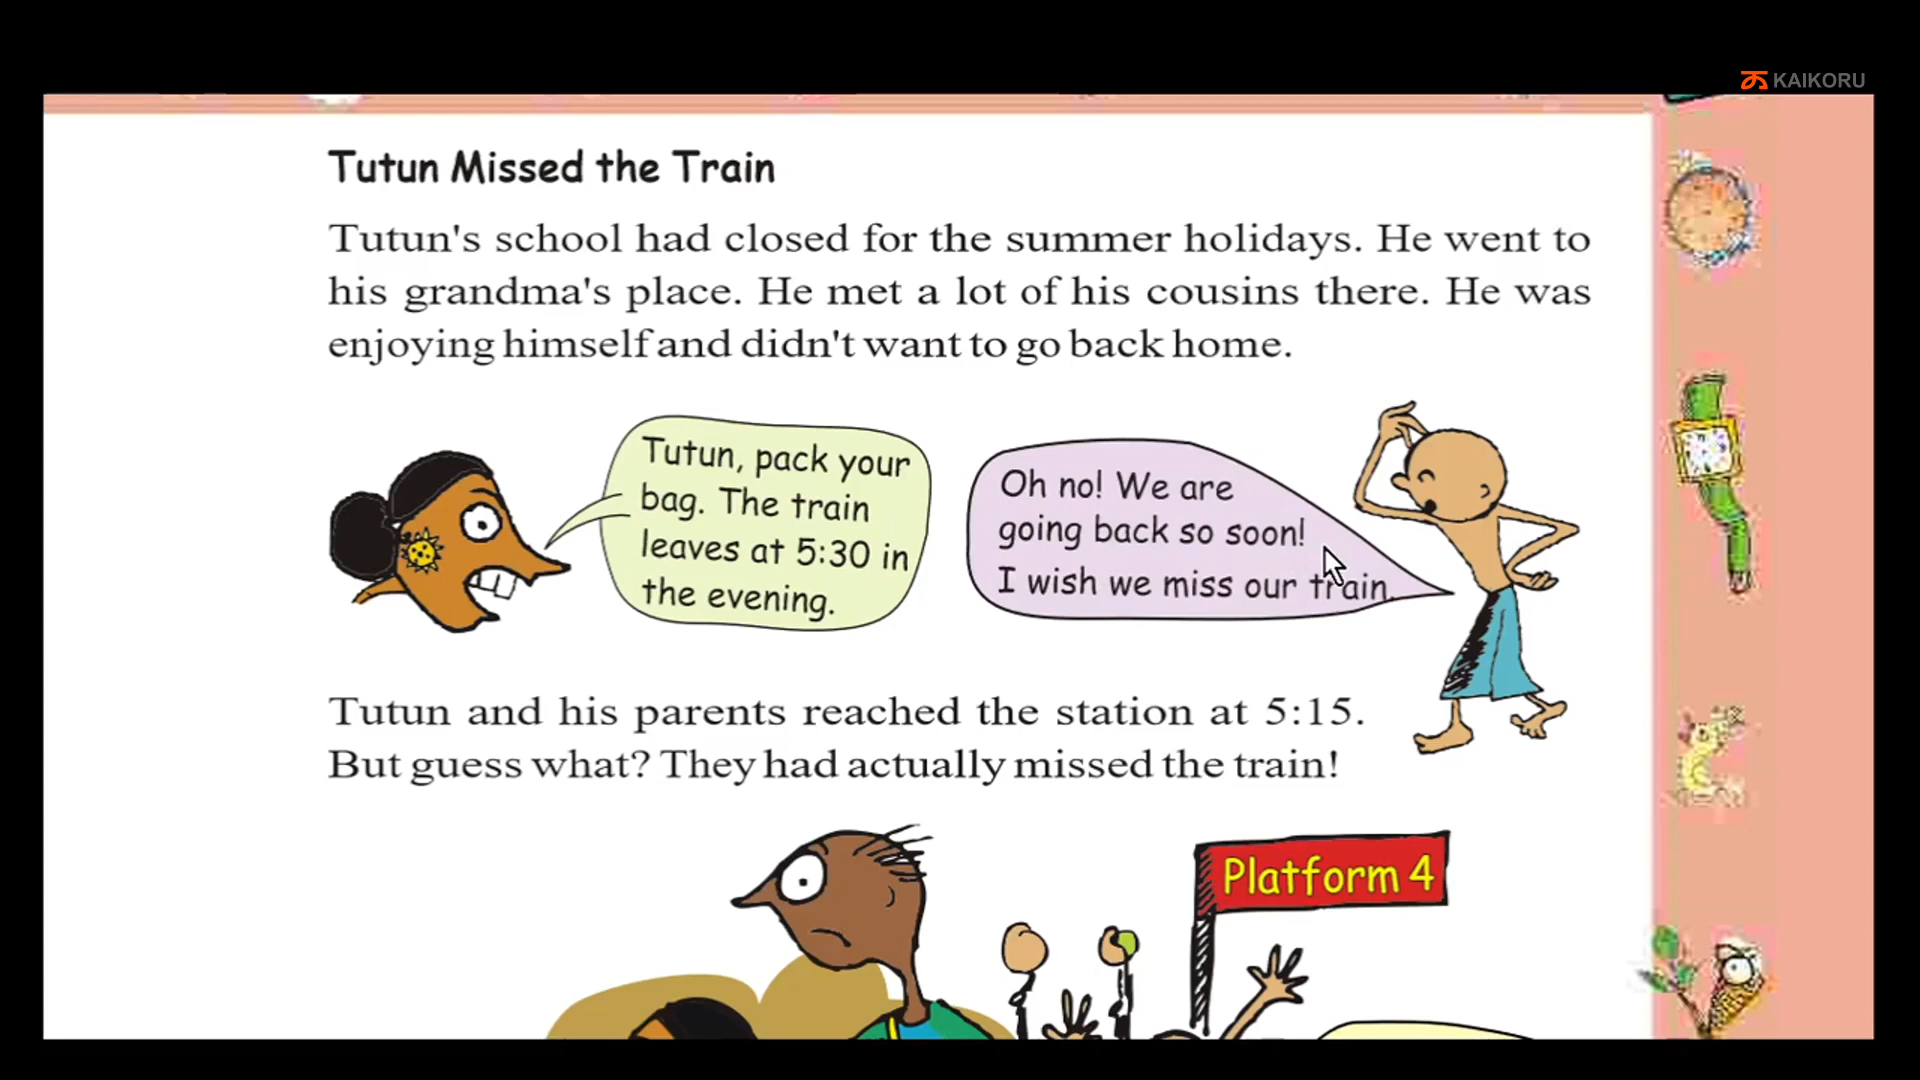 KAIKORU
Tutun Missed the Train
Tutun's school had closed for the summer holidays. He went to
his grandma's place. He met a lot of his cousins there. He was
enjoying himself and didn't want to go back home.
Tutun, pack your
bag. The train
leaves at 5:30 in
the evening.
Oh no! We are
going back so soon!
I wish we miss our train.
Tutun and his parents reached the station at 5:15.
But guess what? They had actually missed the train!
Platform 4